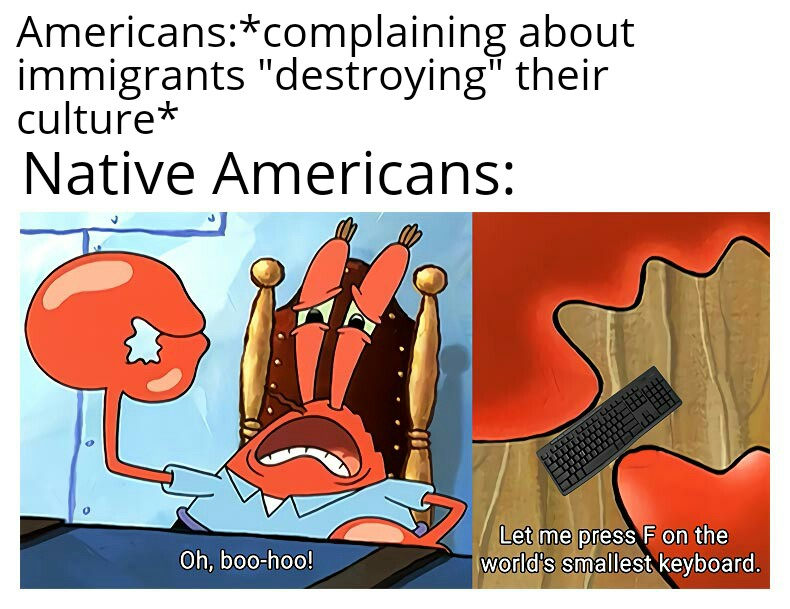 Americans:*complaining about
immigrants "destroying" their
culture*
Native Americans:
Oh, boo-hoo!
Let me press F on the
world's smallest keyboard.